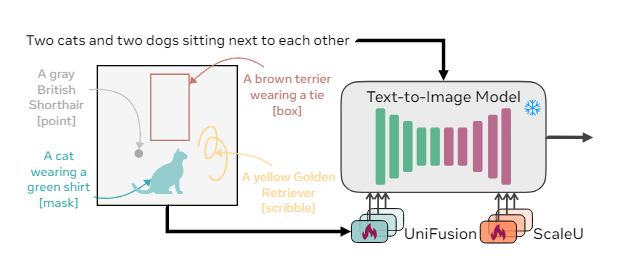 Two cats and two dogs sitting next to each other
A gray
British
Shorthair
[point]
A brown terrier
wearing a tie
[box]
A cat
wearing a
green shirt
[mask]
A yellow Golden
Retriever
[scribble]
Text-to-Image Model
UniFusion
ScaleU